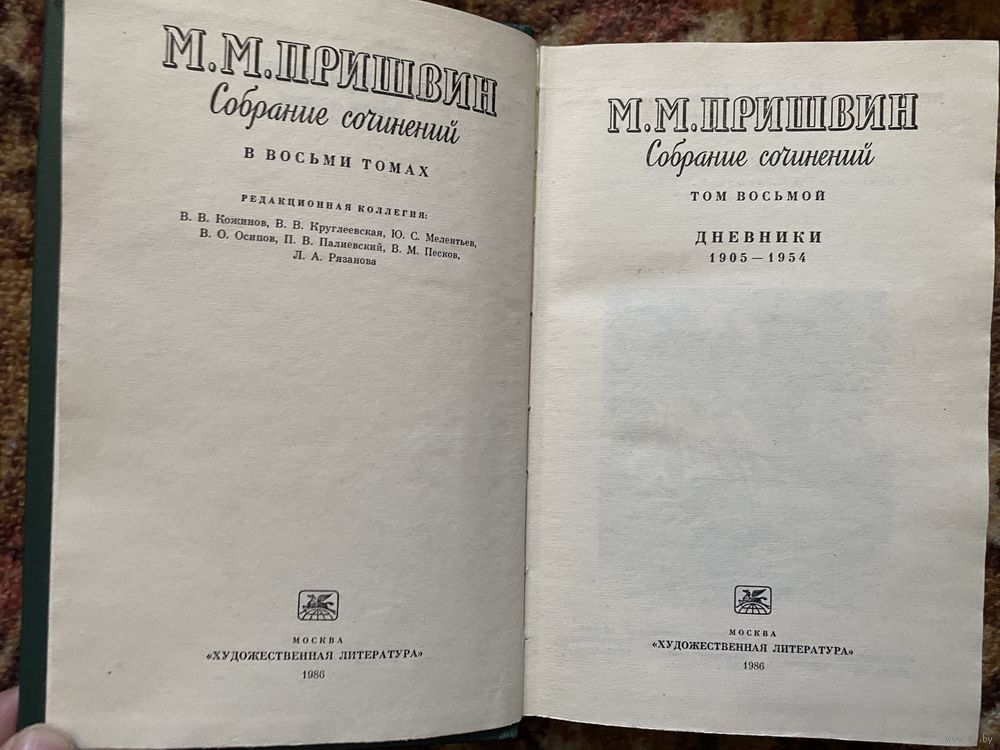 М.М.ПРИШВИН
Собрание сочинений
В ВОСЬМИ ТОМАХ
РЕДАКЦИОННАЯ КОЛЛЕГИЯ:
В. В. Кожинов, В. В. Круглеевская, Ю. С. Мелентьев,
В. О. Осипов, П. В. Палиевский, В. М. Песков,
Л. А. Рязанова
МОСКВА
«ХУДОЖЕСТВЕННАЯ ЛИТЕРАТУРА»
1986
М.М.ПРИШВИН
Собрание сочинений
ТОМ ВОСЬМОЙ
ДНЕВНИКИ
1905—1954
МОСКВА
«ХУДОЖЕСТВЕННАЯ ЛИТЕРАТУРА»
1986